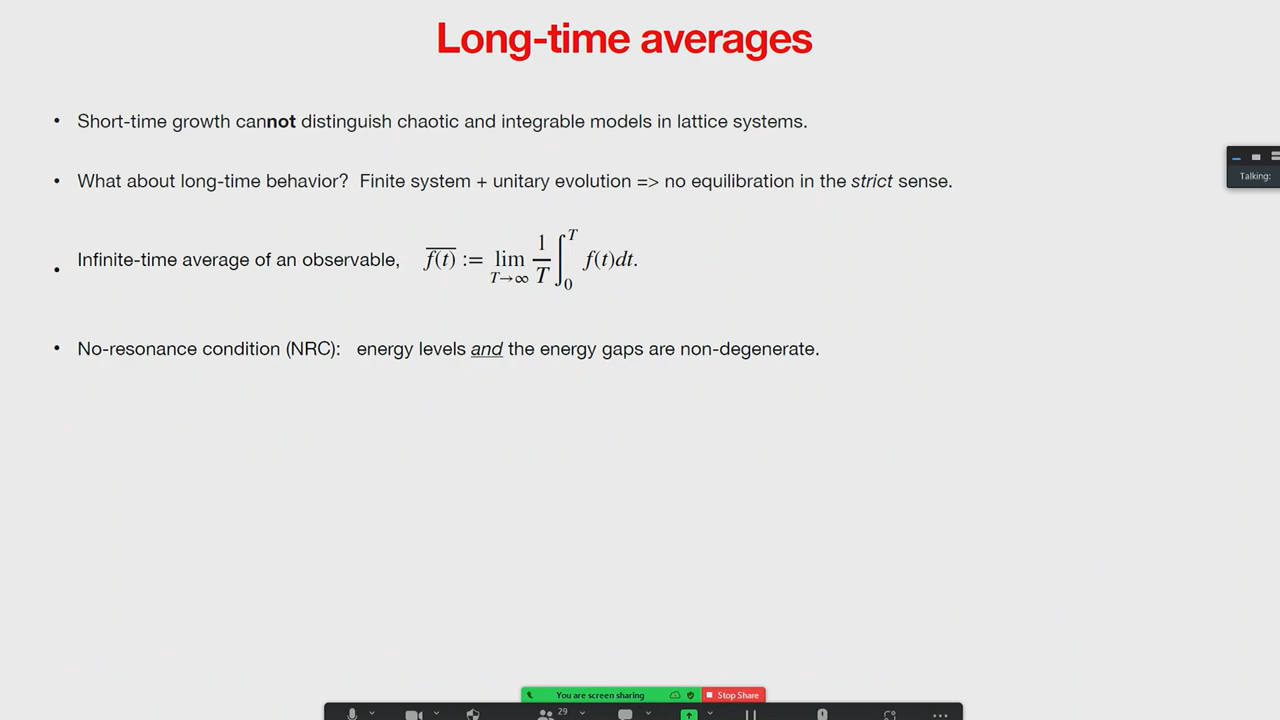 Long-time averages
• Short-time growth cannot distinguish chaotic and integrable models in lattice systems.
• What about long-time behavior? Finite system + unitary evolution => no equilibration in the strict sense.
Talking:
• Infinite-time average of an observable, \overline{f(t)} := \lim_{T→∞} \frac{1}{T} \int_0^T f(t)dt.
• No-resonance condition (NRC): energy levels and the energy gaps are non-degenerate.
You are screen sharing
Stop Share
29